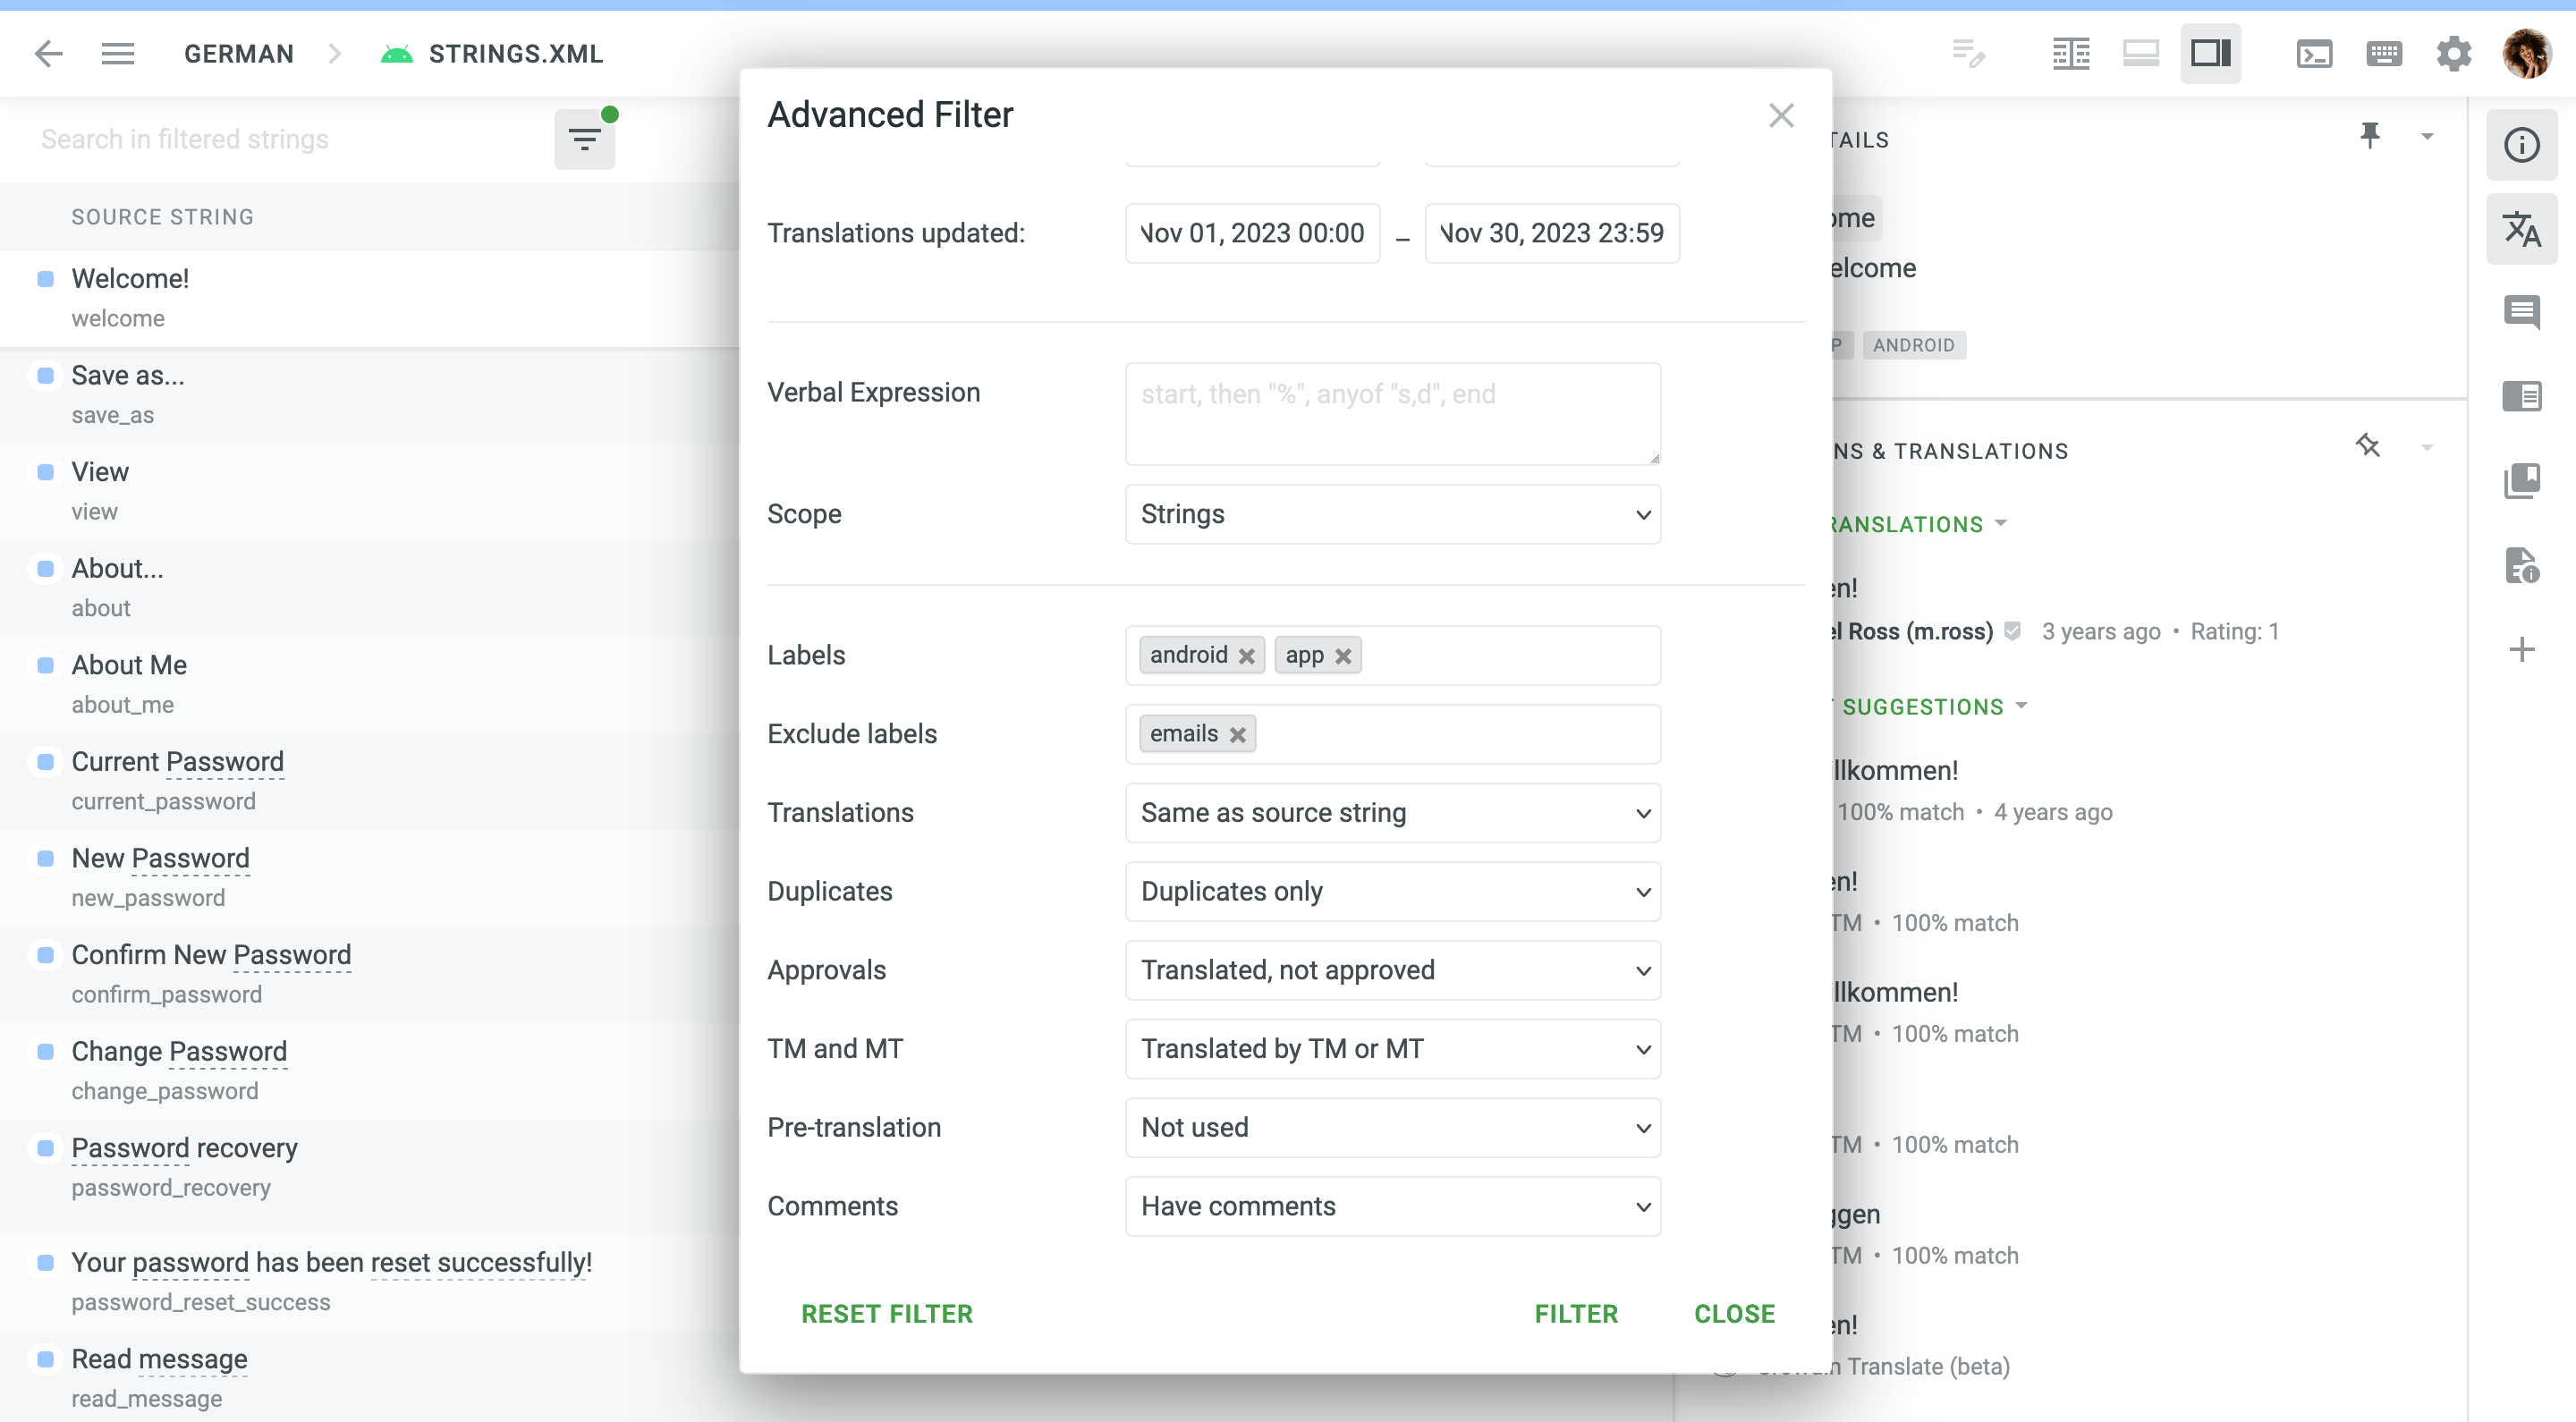 GERMAN
STRINGS.XML
Search in filtered strings
SOURCE STRING
Welcome!
welcome
Save as...
save_as
View
view
About...
about
About Me
about_me
Current Password
current_password
New Password
new_password
Confirm New Password
confirm_password
Change Password
change_password
Password recovery
password_recovery
Your password has been reset successfully!
password_reset_success
Read message
read_message
Advanced Filter
Translations updated:
Nov 01, 2023 00:00 – Nov 30, 2023 23:59
Verbal Expression
start, then "%", anyof "s,d", end
Scope
Strings
Labels
android
app
Exclude labels
emails
Translations
Same as source string
Duplicates
Duplicates only
Approvals
Translated, not approved
TM and MT
Translated by TM or MT
Pre-translation
Not used
Comments
Have comments
RESET FILTER
FILTER
CLOSE
TAILS
ome
elcome
P
ANDROID
NS & TRANSLATIONS
RANSLATIONS
en!
el Ross (m.ross) 3 years ago • Rating: 1
SUGGESTIONS
illkommen!
100% match • 4 years ago
en!
TM • 100% match
illkommen!
TM • 100% match
TM • 100% match
ggen
TM • 100% match
en!
Translate (beta)